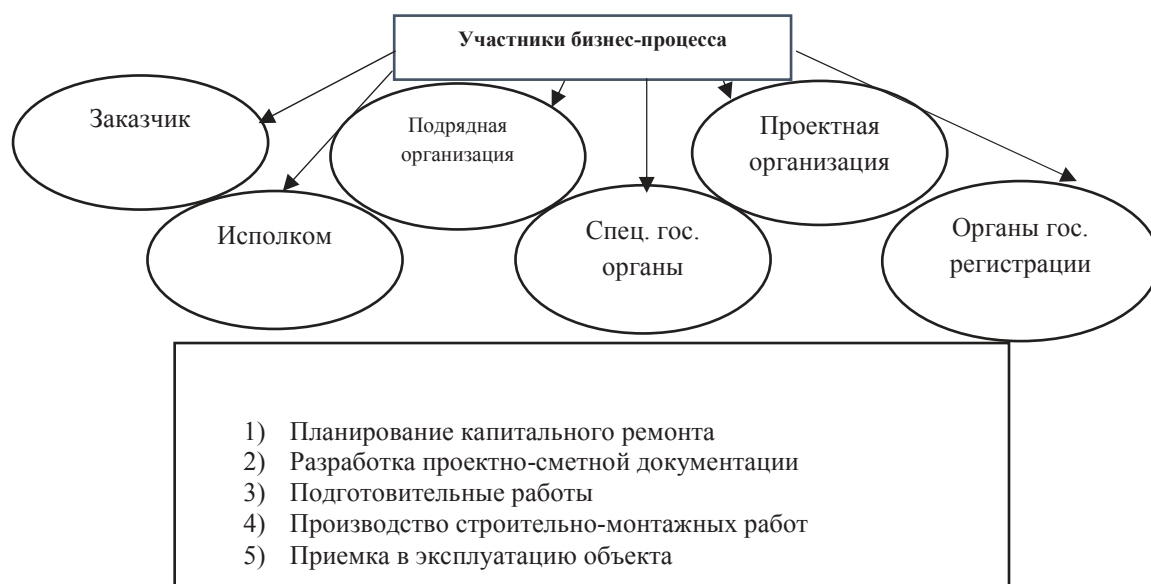 Участники бизнес-процесса
Заказчик
Подрядная
организация
Проектная
организация
Исполком
Спец. гос.
органы
Органы гос.
регистрации
1) Планирование капитального ремонта
2) Разработка проектно-сметной документации
3) Подготовительные работы
4) Производство строительно-монтажных работ
5) Приемка в эксплуатацию объекта